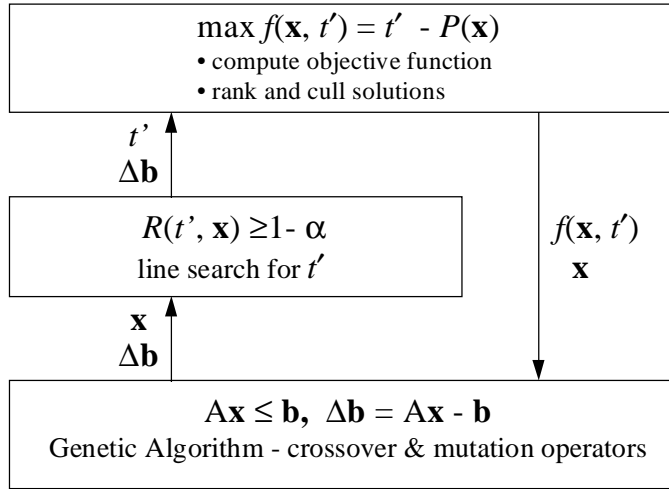 max f(x, t′) = t′ - P(x)
• compute objective function
• rank and cull solutions
t’
Δb
R(t’, x) ≥1- α
line search for t′
f(x, t′)
x
x
Δb
Ax ≤ b, Δb = Ax - b
Genetic Algorithm - crossover & mutation operators